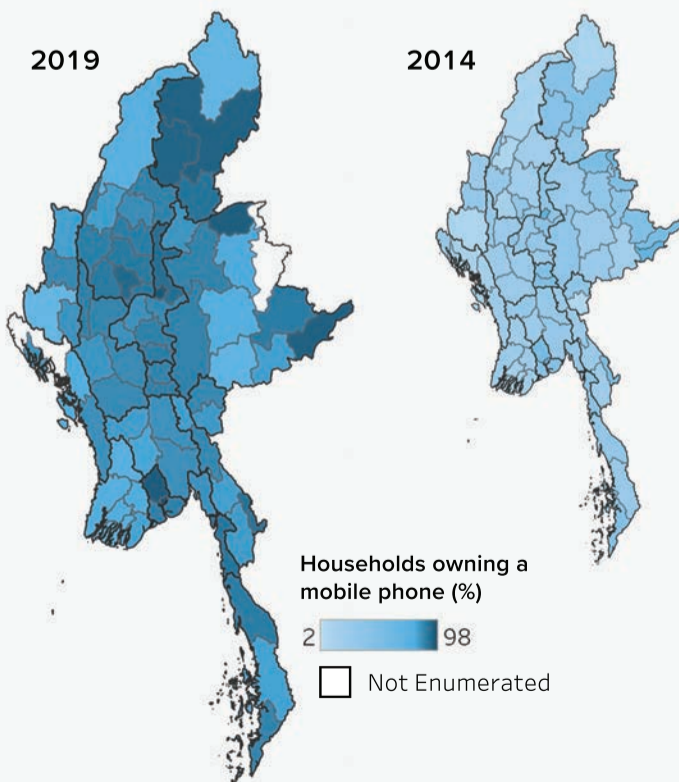 2019
2014
Households owning a
mobile phone (%)
2 98
Not Enumerated